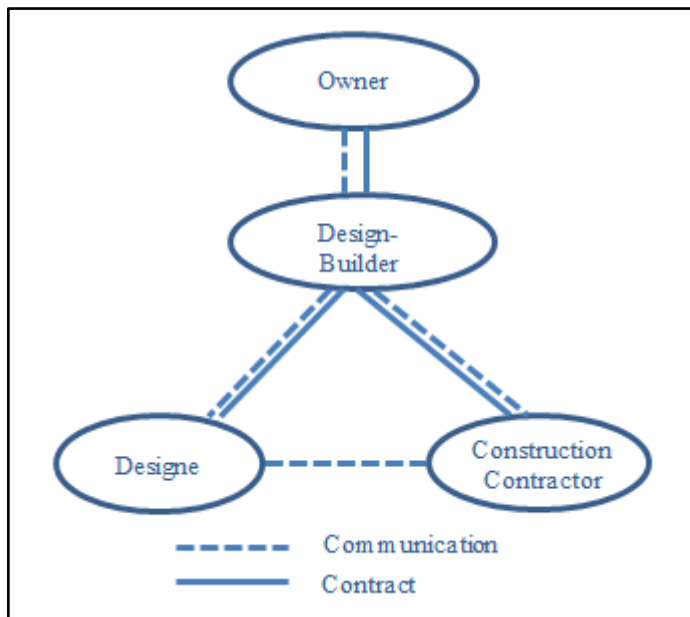 Owner
Design-
Builder
Designe
Construction
Contractor
Communication
Contract